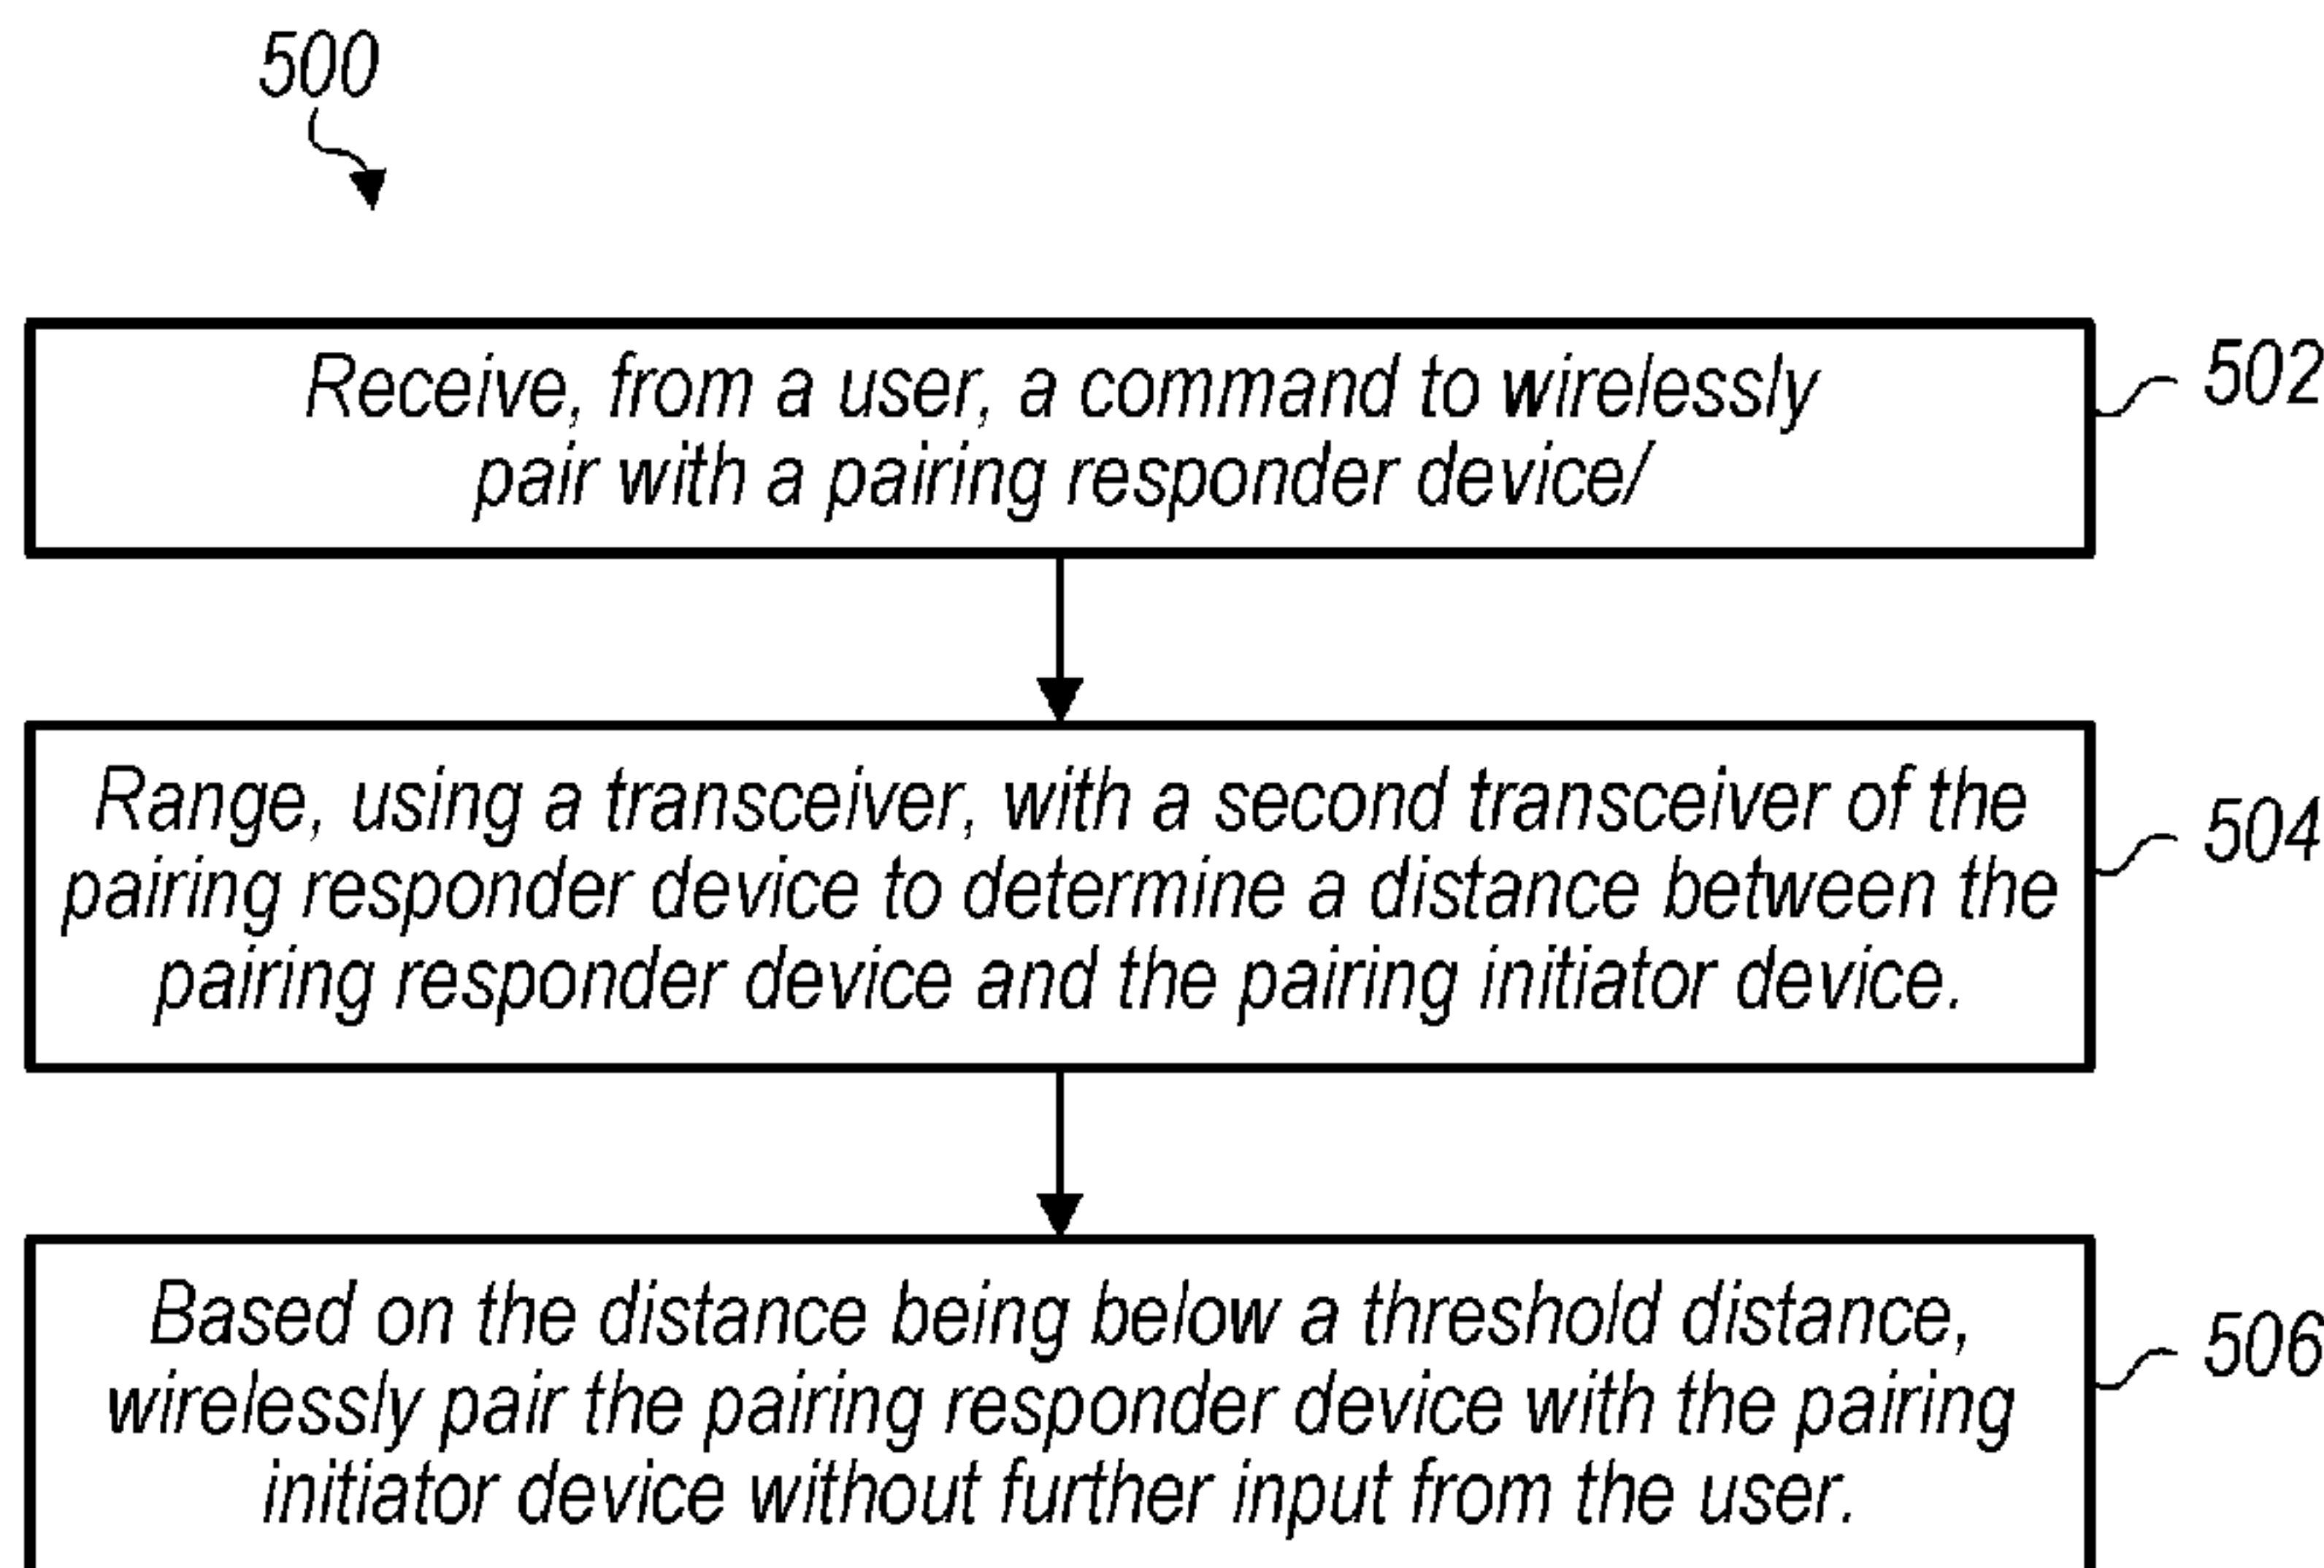 500
Receive, from a user, a command to wirelessly
pair with a pairing responder device/
502
Range, using a transceiver, with a second transceiver of the
pairing responder device to determine a distance between the
pairing responder device and the pairing initiator device.
504
Based on the distance being below a threshold distance,
wirelessly pair the pairing responder device with the pairing
initiator device without further input from the user.
506